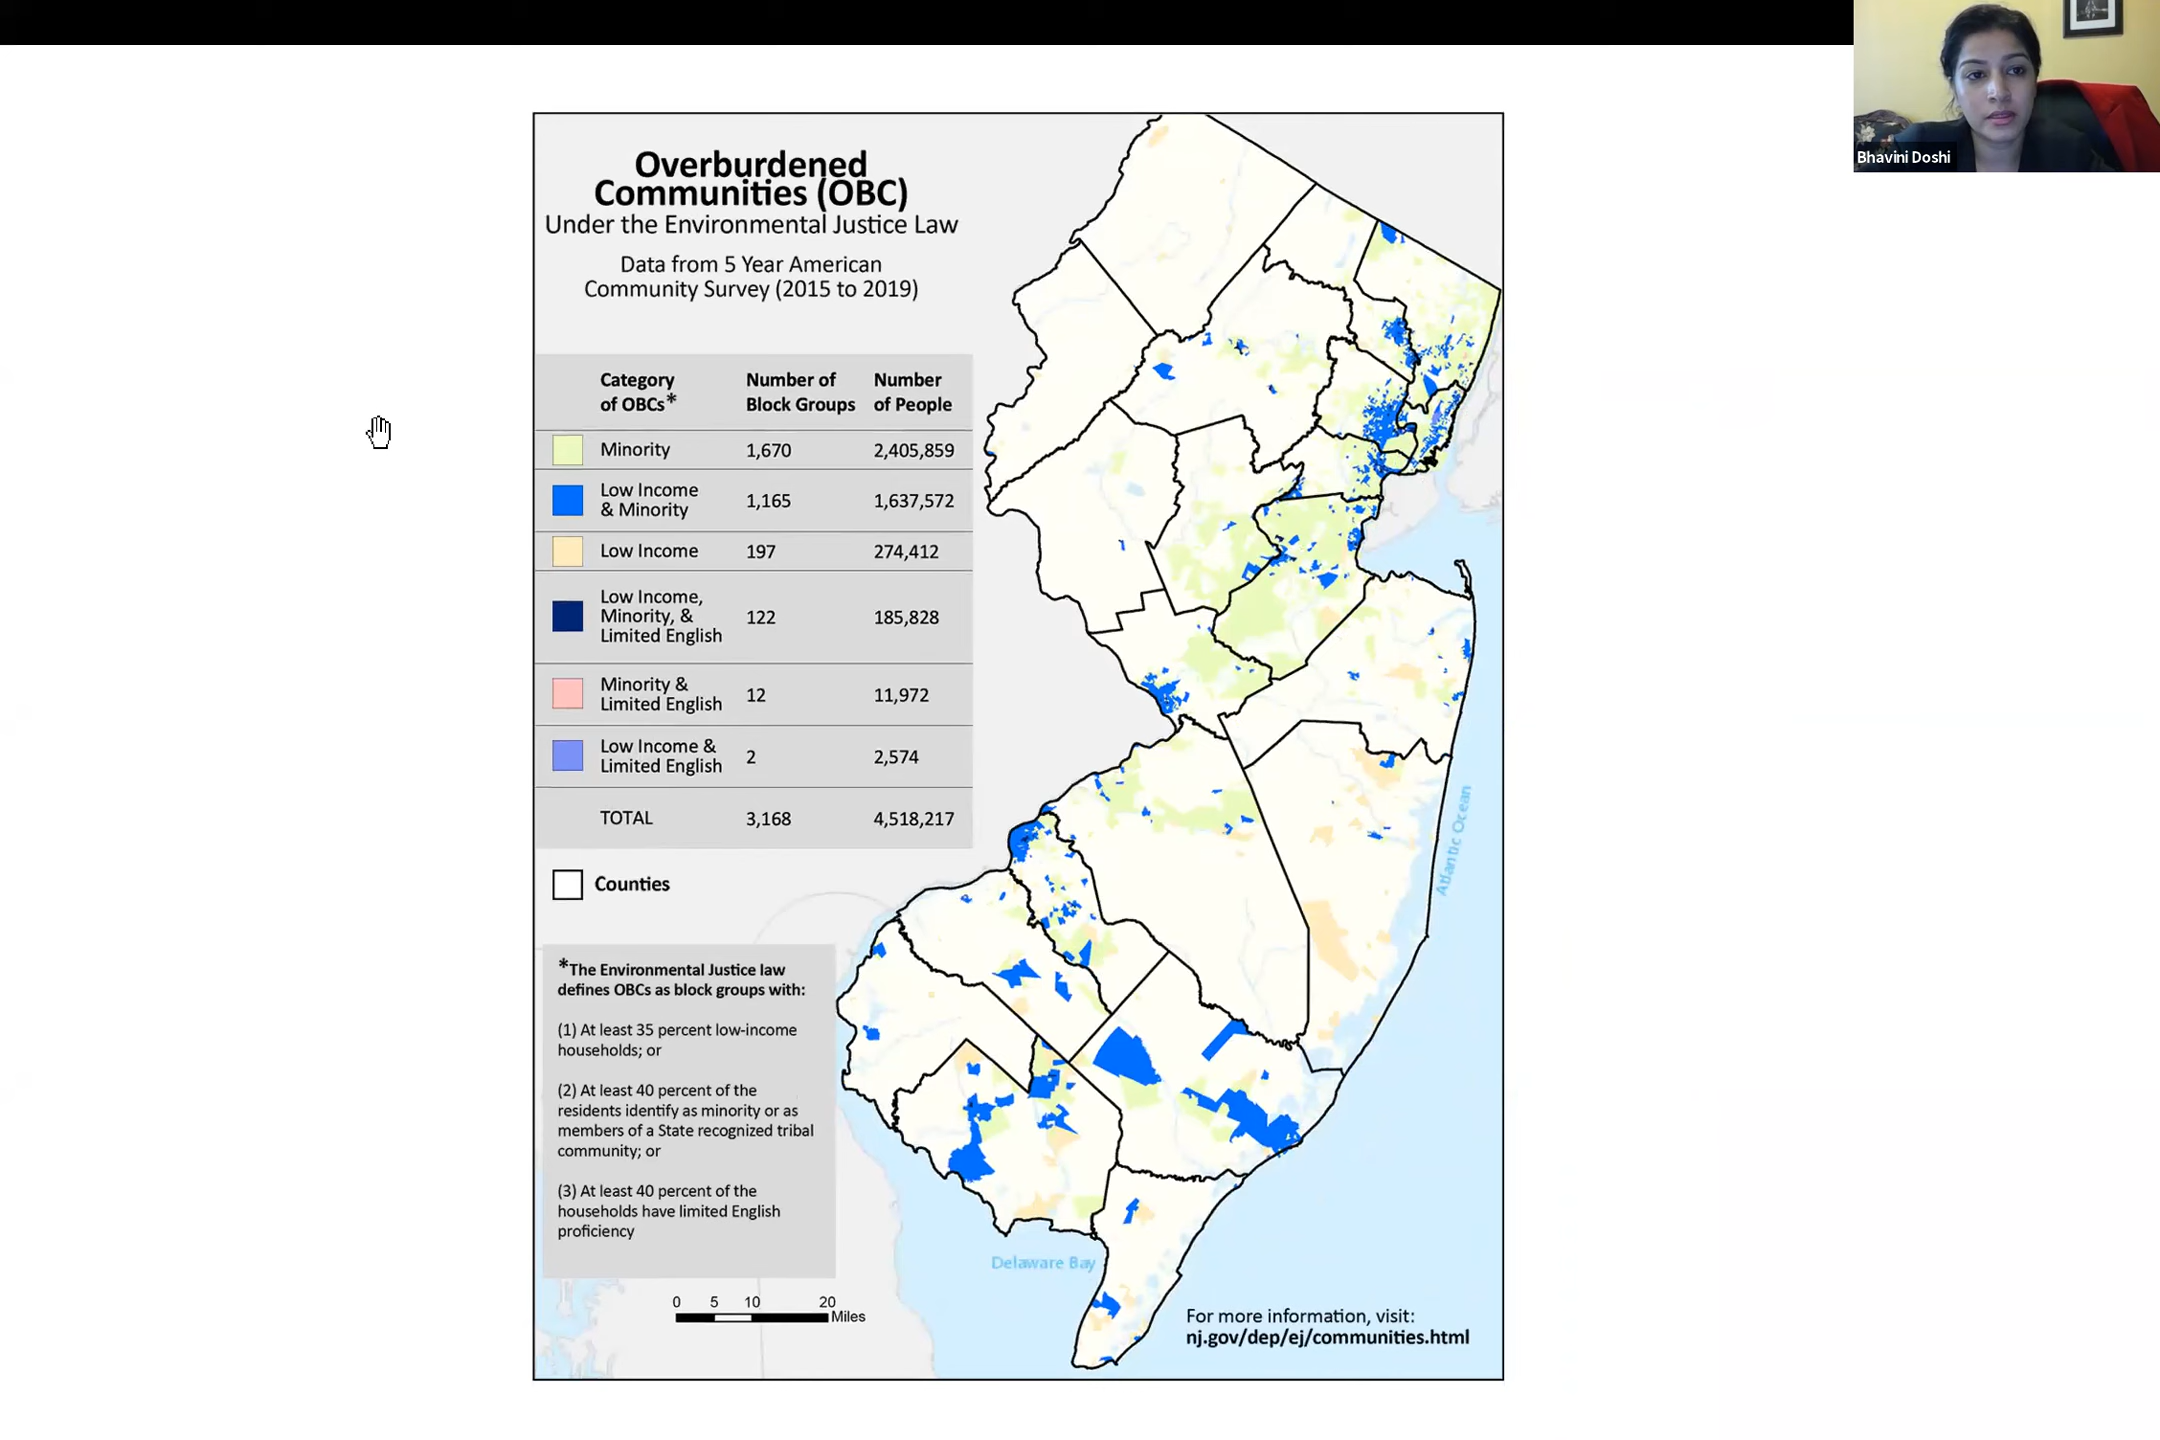 Bhavini Doshi
Overburdened
Communities (OBC)
Under the Environmental Justice Law
Data from 5 Year American
Community Survey (2015 to 2019)
Category of OBCs* Number of Block Groups Number of People
Minority 1,670 2,405,859
Low Income & Minority 1,165 1,637,572
Low Income 197 274,412
Low Income, Minority, & Limited English 122 185,828
Minority & Limited English 12 11,972
Low Income & Limited English 2 2,574
TOTAL 3,168 4,518,217
Counties
*The Environmental Justice law
defines OBCs as block groups with:
(1) At least 35 percent low-income
households; or
(2) At least 40 percent of the
residents identify as minority or as
members of a State recognized tribal
community; or
(3) At least 40 percent of the
households have limited English
proficiency
0 5 10 20
Miles
Delaware Bay
Atlantic Ocean
For more information, visit:
nj.gov/dep/ej/communities.html